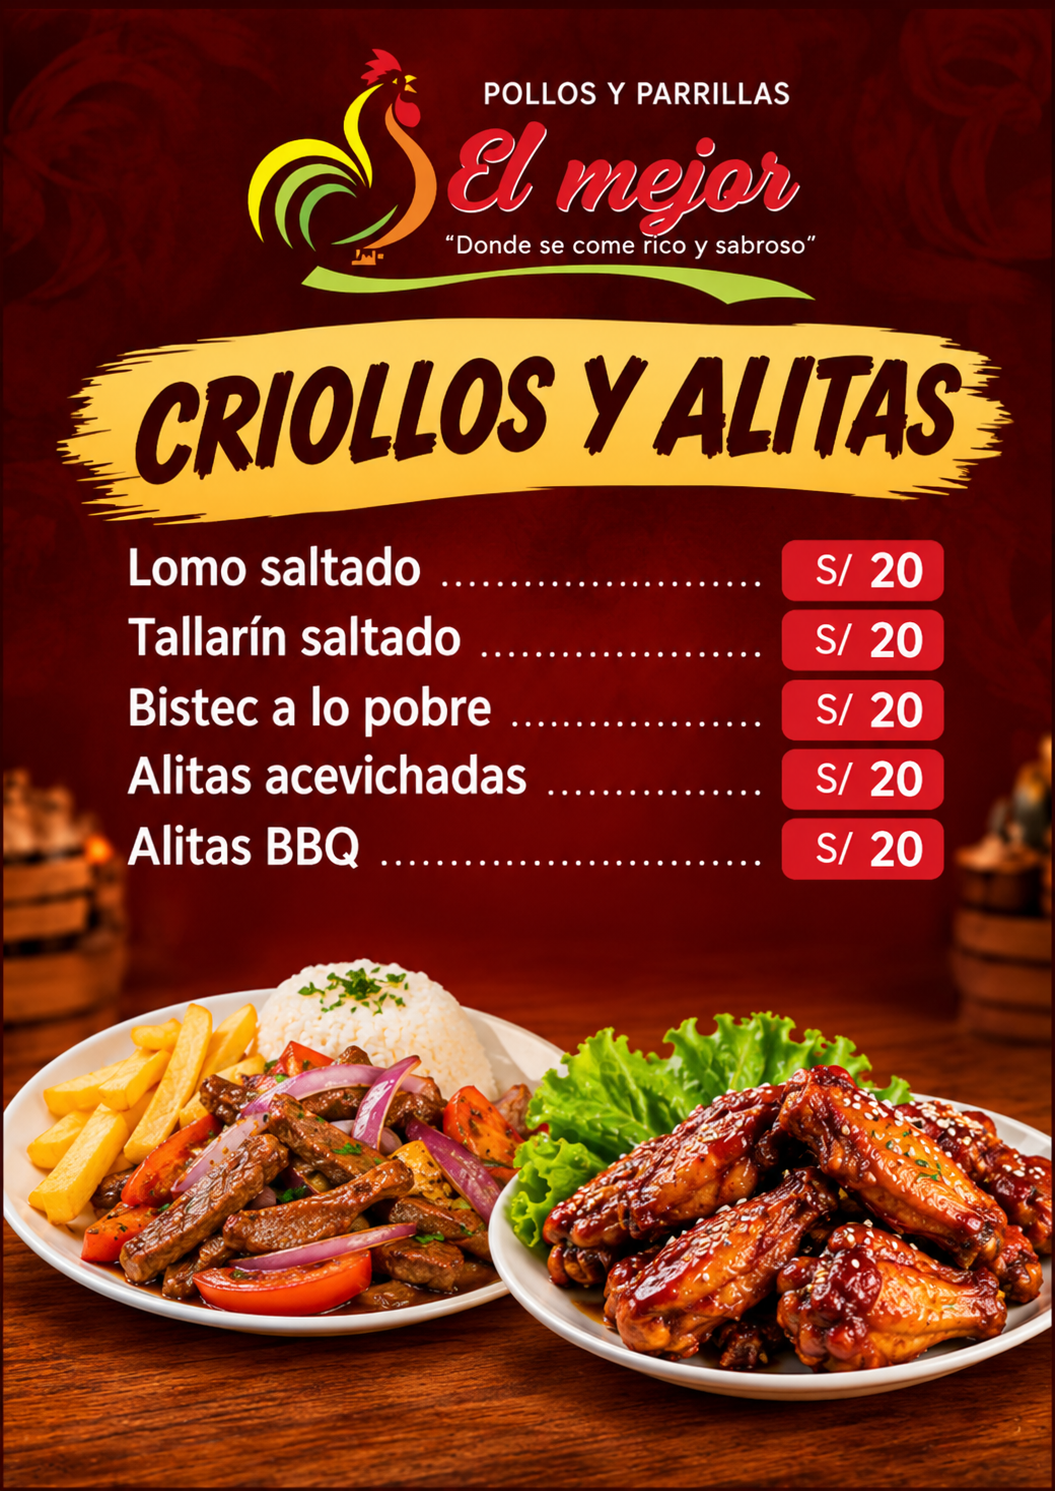 POLLOS Y PARRILLAS
El mejor
“Donde se come rico y sabroso”
CRIOLLOS Y ALITAS
Lomo saltado ........................ S/ 20
Tallarín saltado ..................... S/ 20
Bistec a lo pobre ................... S/ 20
Alitas acevichadas ................ S/ 20
Alitas BBQ ............................ S/ 20